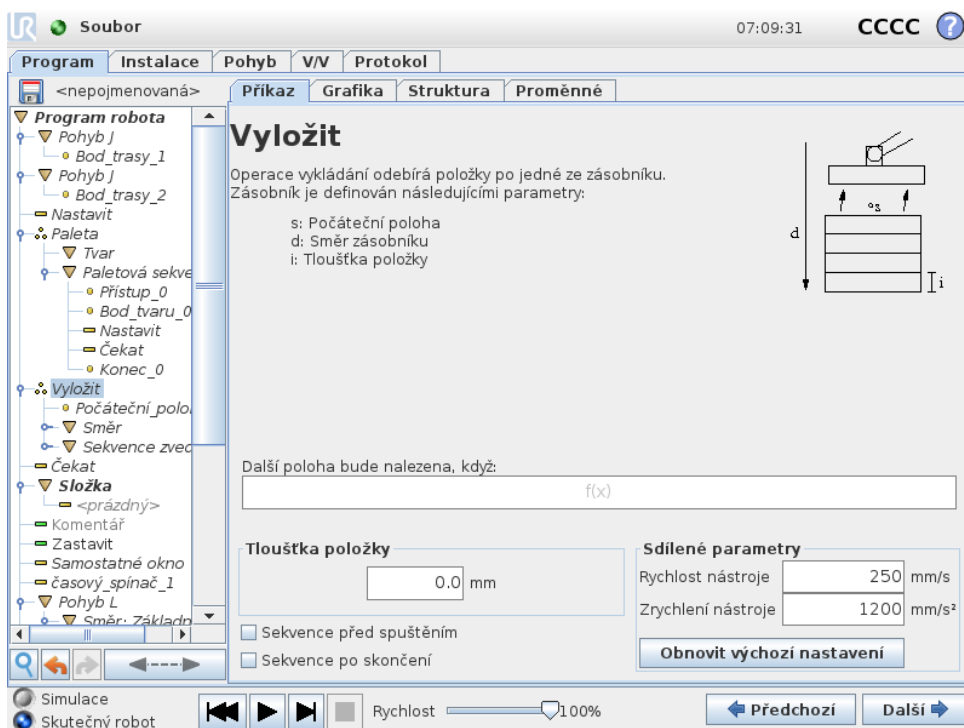 UR Soubor 07:09:31 CCCC ?
Program Instalace Pohyb V/V Protokol
<nepojmenovaná> Příkaz Grafika Struktura Proměnné
Program robota
Pohyb J
Bod_trasy_1
Pohyb J
Bod_trasy_2
Nastavit
Paleta
Tvar
Paletová sekve
Přístup_0
Bod_tvaru_0
Nastavit
Čekat
Konec_0
Vyložit
Počáteční_polo
Směr
Sekvence zved
Čekat
Složka
<prázdný>
Komentář
Zastavit
Samostatné okno
časový_spínač_1
Pohyb L
Směr: Základn
Vyložit
Operace vykládání odebírá položky po jedné ze zásobníku.
Zásobník je definován následujícími parametry:
s: Počáteční poloha
d: Směr zásobníku
i: Tloušťka položky
s
d
i
Další poloha bude nalezena, když:
f(x)
Tloušťka položky
0.0 mm
Sekvence před spuštěním
Sekvence po skončení
Sdílené parametry
Rychlost nástroje 250 mm/s
Zrychlení nástroje 1200 mm/s²
Obnovit výchozí nastavení
Simulace
Skutečný robot
Rychlost 100%
Předchozí Další